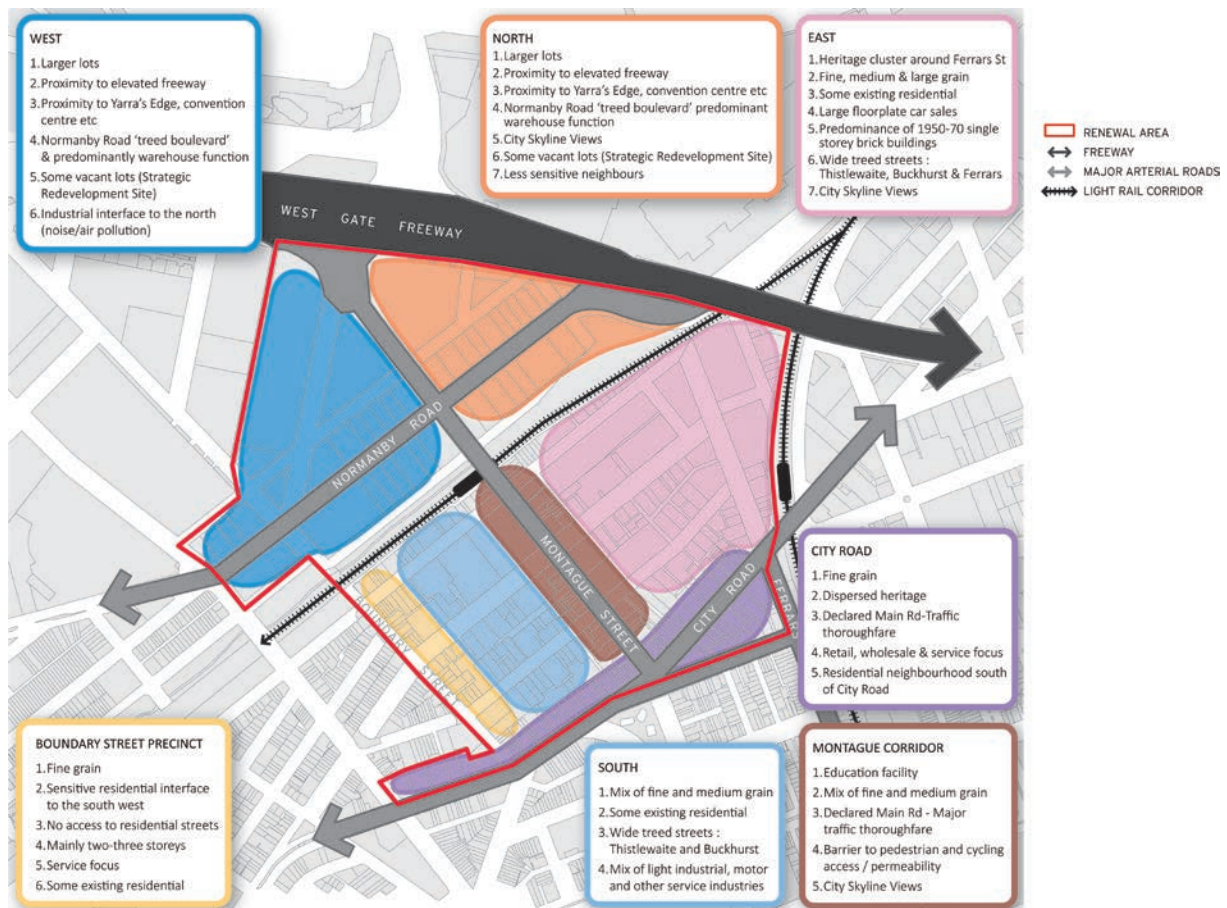 WEST
1.Larger lots
2.Proximity to elevated freeway
3.Proximity to Yarra's Edge, convention
centre etc
4.Normanby Road 'treed boulevard'
& predominantly warehouse function
5.Some vacant lots (Strategic
Redevelopment Site)
6.Industrial interface to the north
(noise/air pollution)
NORTH
1.Larger lots
2.Proximity to elevated freeway
3.Proximity to Yarra's Edge, convention centre etc
4.Normanby Road 'treed boulevard' predominant
warehouse function
5.City Skyline Views
6.Some vacant lots (Strategic Redevelopment Site)
7.Less sensitive neighbours
EAST
1.Heritage cluster around Ferrars St
2.Fine, medium & large grain
3.Some existing residential
4.Large floorplate car sales
5.Predominance of 1950-70 single
storey brick buildings
6.Wide treed streets :
Thistlewaite, Buckhurst & Ferrars
7.City Skyline Views
RENEWAL AREA
FREEWAY
MAJOR ARTERIAL ROADS
LIGHT RAIL CORRIDOR
WEST GATE FREEWAY
NORMANBY ROAD
MONTAGUE STREET
CITY ROAD
FERRARS
BOUNDARY STREET
CITY ROAD
1.Fine grain
2.Dispersed heritage
3.Declared Main Rd-Traffic
thoroughfare
4.Retail, wholesale & service focus
5.Residential neighbourhood south
of City Road
BOUNDARY STREET PRECINCT
1.Fine grain
2.Sensitive residential interface
to the south west
3.No access to residential streets
4.Mainly two-three storeys
5.Service focus
6.Some existing residential
SOUTH
1.Mix of fine and medium grain
2.Some existing residential
3.Wide treed streets :
Thistlewaite and Buckhurst
4.Mix of light industrial, motor
and other service industries
MONTAGUE CORRIDOR
1.Education facility
2.Mix of fine and medium grain
3.Declared Main Rd - Major
traffic thoroughfare
4.Barrier to pedestrian and cycling
access / permeability
5.City Skyline Views